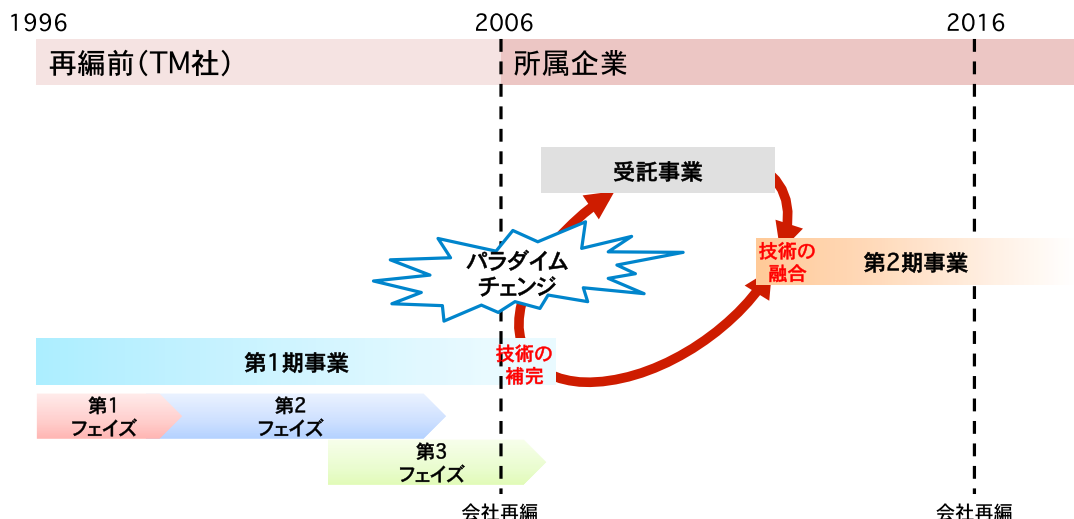 1996
2006
2016
再編前(TM社)
所属企業
受託事業
パラダイム
チェンジ
技術の
融合
第2期事業
第1期事業
技術の
補完
第1
フェイズ
第2
フェイズ
第3
フェイズ
会社再編
会社再編